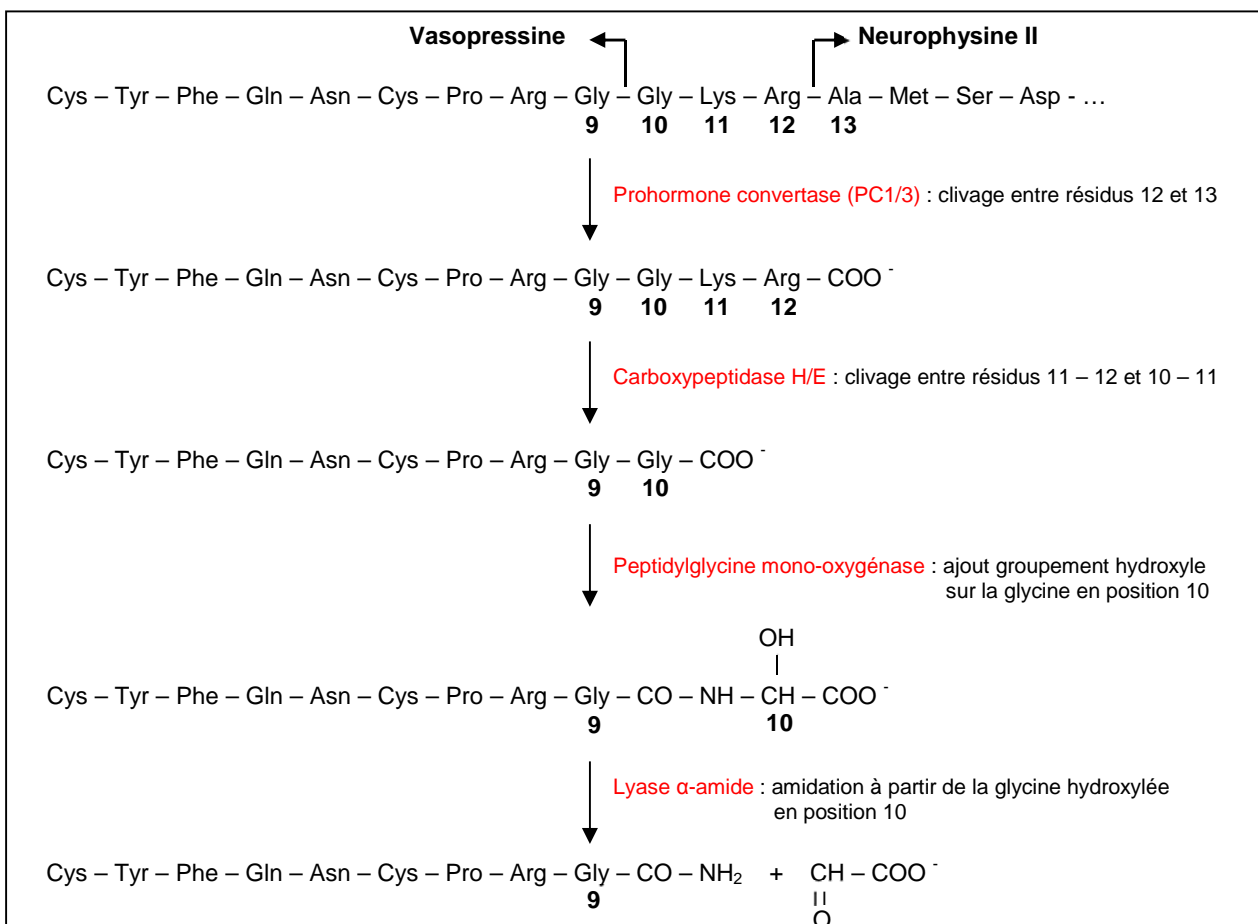 Vasopressine Neurophysine II
Cys – Tyr – Phe – Gln – Asn – Cys – Pro – Arg – Gly – Gly – Lys – Arg – Ala – Met – Ser – Asp - …
9 10 11 12 13
Prohormone convertase (PC1/3) : clivage entre résidus 12 et 13
Cys – Tyr – Phe – Gln – Asn – Cys – Pro – Arg – Gly – Gly – Lys – Arg – COO -
9 10 11 12
Carboxypeptidase H/E : clivage entre résidus 11 – 12 et 10 – 11
Cys – Tyr – Phe – Gln – Asn – Cys – Pro – Arg – Gly – Gly – COO -
9 10
Peptidylglycine mono-oxygénase : ajout groupement hydroxyle
sur la glycine en position 10
OH
Cys – Tyr – Phe – Gln – Asn – Cys – Pro – Arg – Gly – CO – NH – CH – COO -
9 10
Lyase α-amide : amidation à partir de la glycine hydroxylée
en position 10
Cys – Tyr – Phe – Gln – Asn – Cys – Pro – Arg – Gly – CO – NH₂ + CH – COO -
9
O